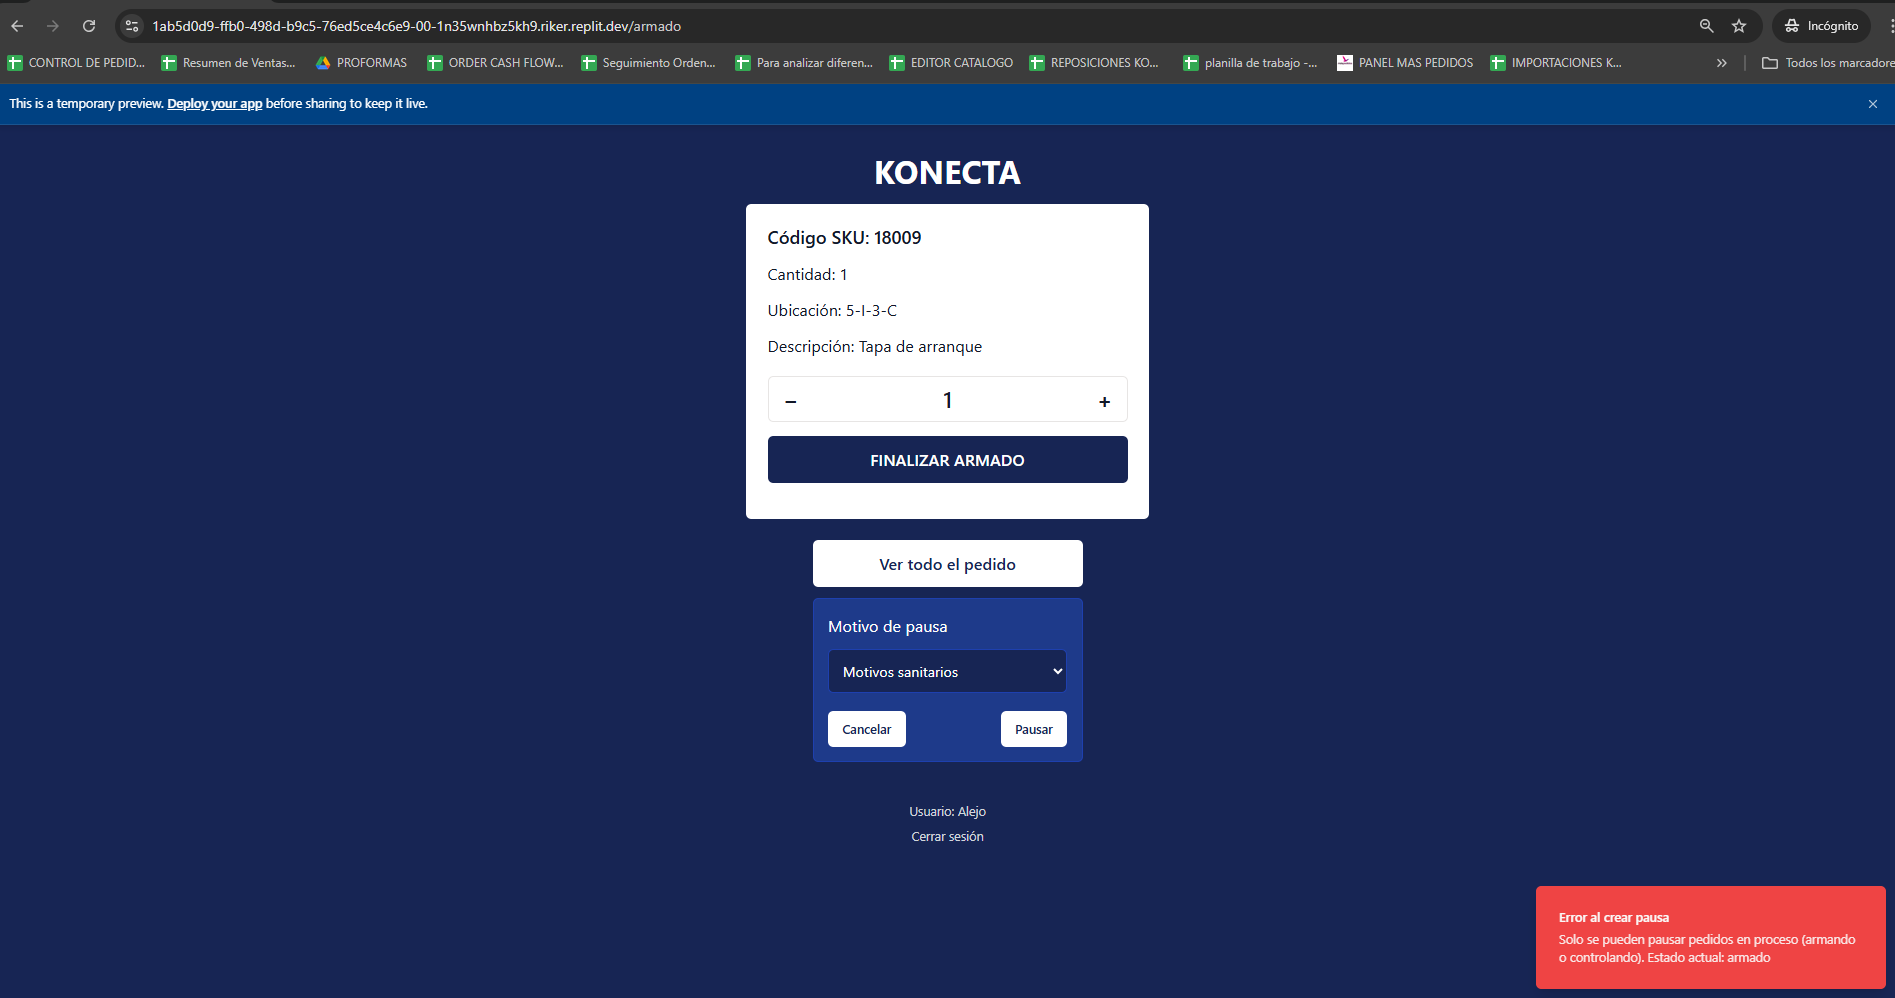 1ab5d0d9-ffb0-498d-b9c5-76ed5ce4c6e9-00-1n35wnhbz5kh9.riker.replit.dev/armado
Incógnito
CONTROL DE PEDID...
Resumen de Ventas...
PROFORMAS
ORDER CASH FLOW...
Seguimiento Orden...
Para analizar diferen...
EDITOR CATALOGO
REPOSICIONES KO...
planilla de trabajo -...
PANEL MAS PEDIDOS
IMPORTACIONES K...
Todos los marcadore
This is a temporary preview. Deploy your app before sharing to keep it live.
KONECTA
Código SKU: 18009
Cantidad: 1
Ubicación: 5-I-3-C
Descripción: Tapa de arranque
− 1 +
FINALIZAR ARMADO
Ver todo el pedido
Motivo de pausa
Motivos sanitarios
Cancelar
Pausar
Usuario: Alejo
Cerrar sesión
Error al crear pausa
Solo se pueden pausar pedidos en proceso (armando
o controlando). Estado actual: armado